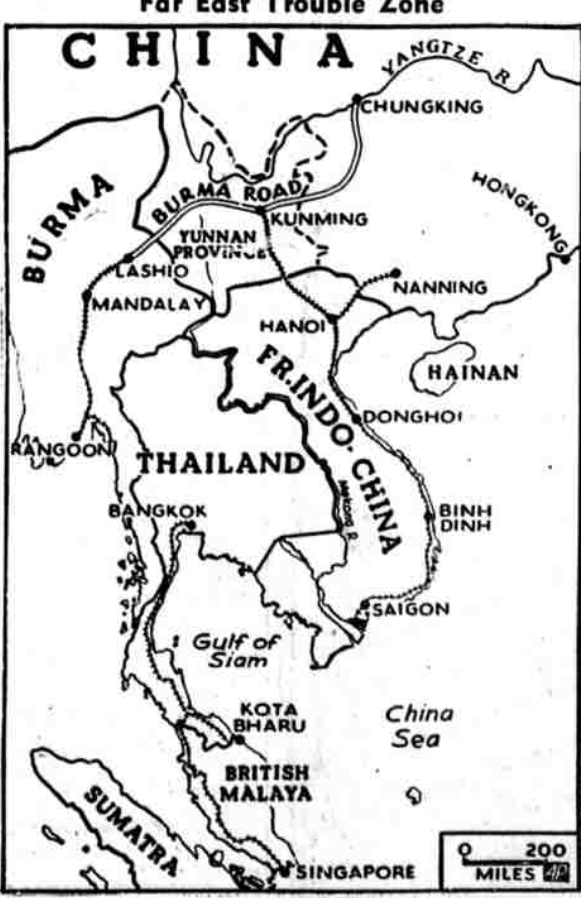 Far East Trouble Zone
CHINA
YANGTZE R
CHUNGKING
BURMA
BURMA ROAD
HONGKONG
KUNMING
YUNNAN
PROVINCE
LASHIO
NANNING
MANDALAY
HANOI
FR. INDO-CHINA
HAINAN
DONGHOI
RANGOON
THAILAND
Mekong R.
BANGKOK
BINH
DINH
SAIGON
Gulf of
Siam
KOTA
BHARU
China
Sea
BRITISH
MALAYA
SUMATRA
SINGAPORE
0 200
MILES AP